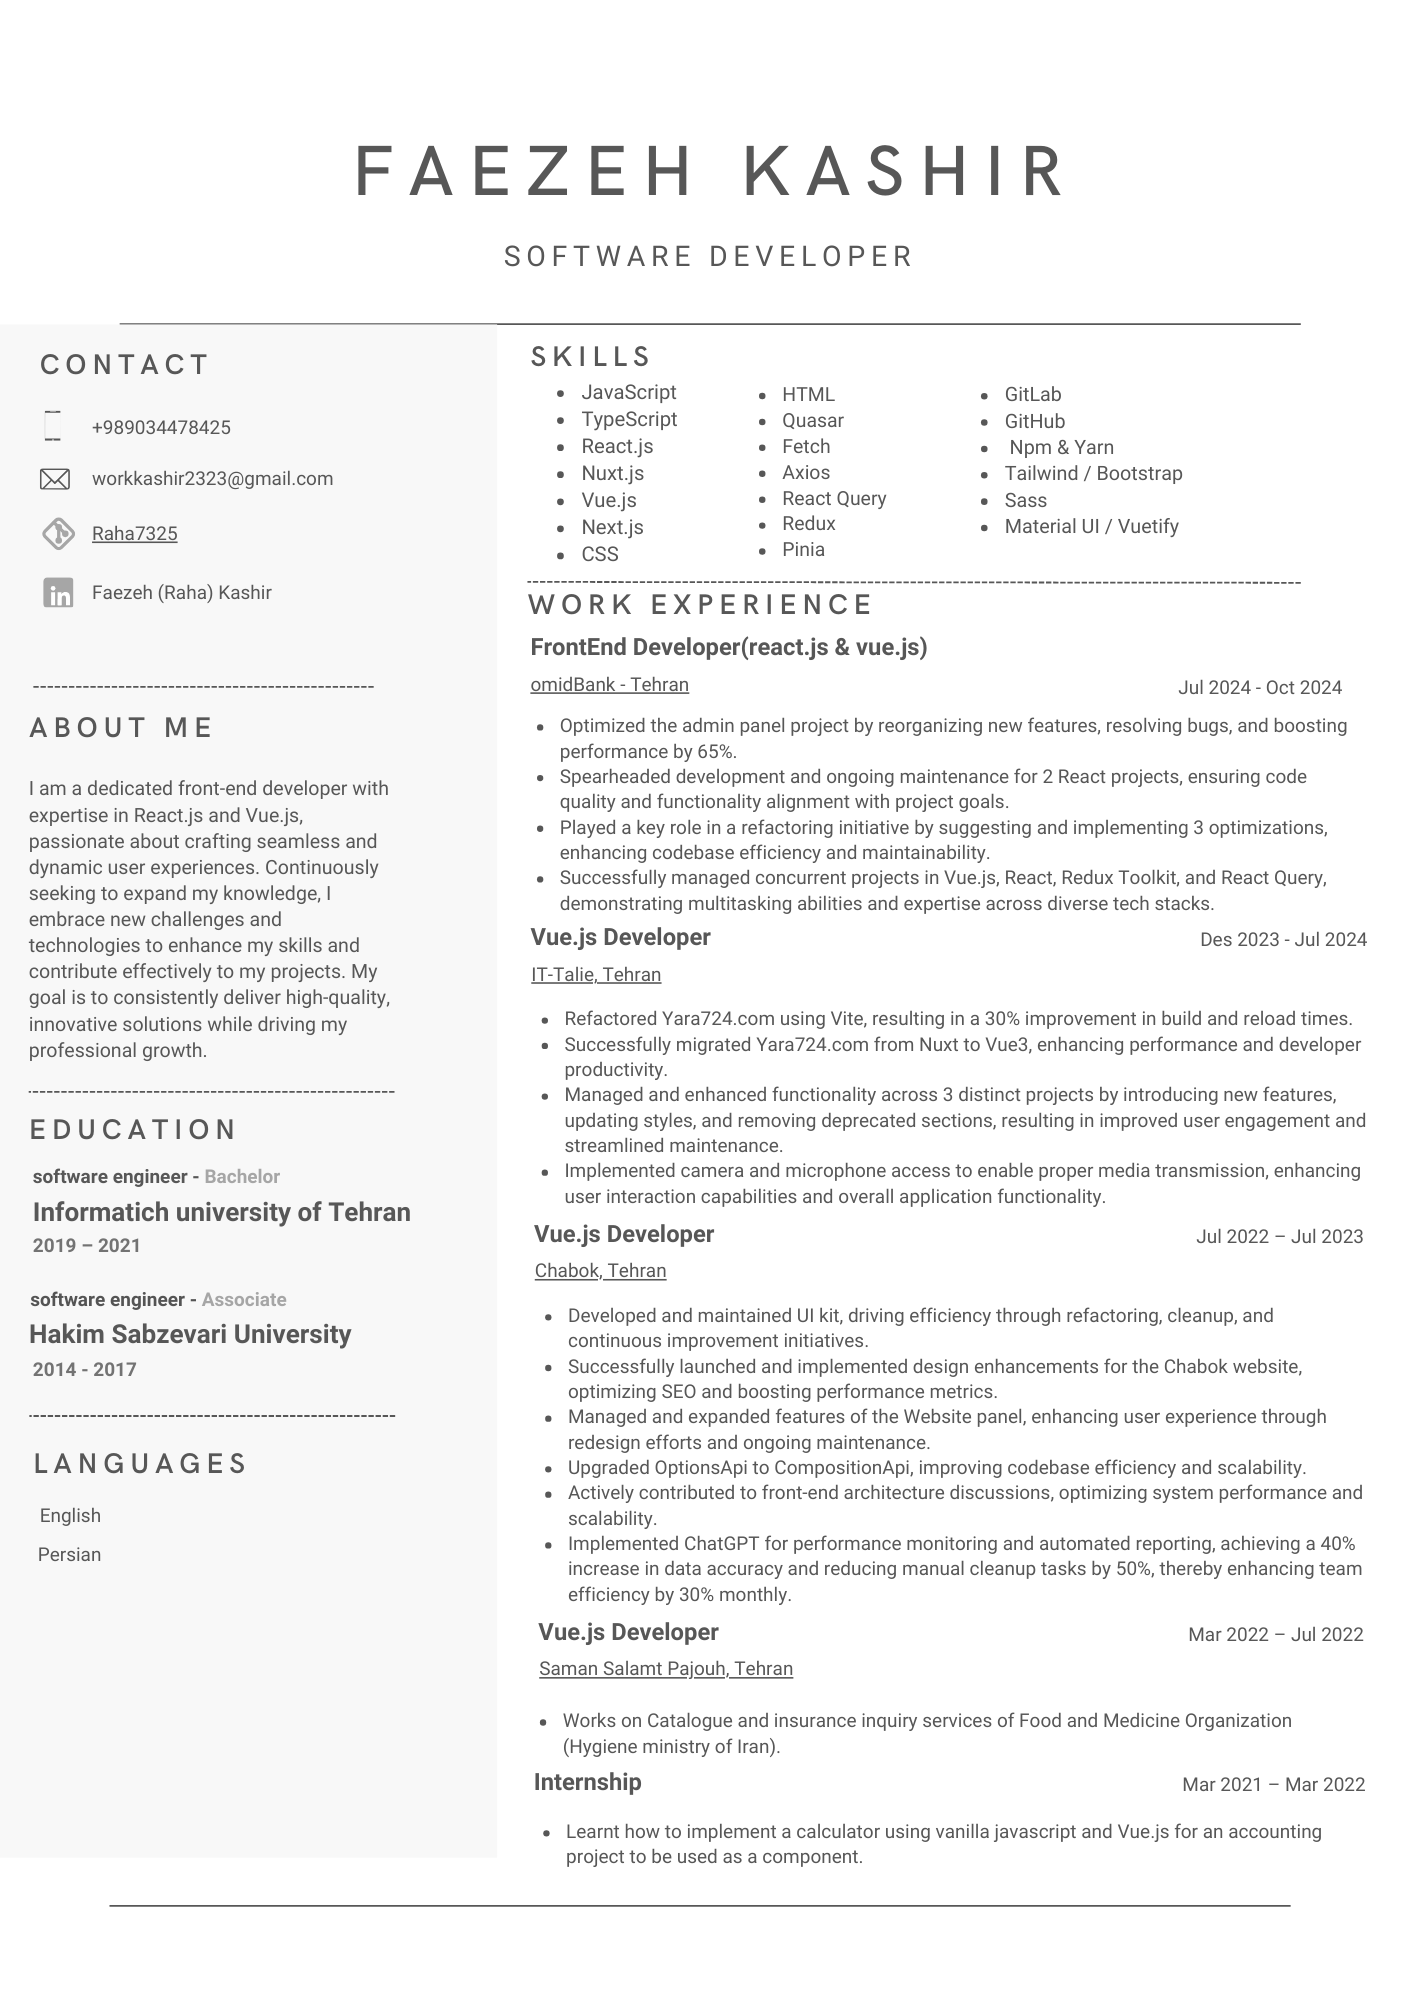 FAEZEH KASHIR
SOFTWARE DEVELOPER
CONTACT
+989034478425
workkashir2323@gmail.com
Raha7325
Faezeh (Raha) Kashir
ABOUT ME
I am a dedicated front-end developer with
expertise in React.js and Vue.js,
passionate about crafting seamless and
dynamic user experiences. Continuously
seeking to expand my knowledge, I
embrace new challenges and
technologies to enhance my skills and
contribute effectively to my projects. My
goal is to consistently deliver high-quality,
innovative solutions while driving my
professional growth.
EDUCATION
software engineer - Bachelor
Informatich university of Tehran
2019 – 2021
software engineer - Associate
Hakim Sabzevari University
2014 - 2017
LANGUAGES
English
Persian
SKILLS
• JavaScript
• TypeScript
• React.js
• Nuxt.js
• Vue.js
• Next.js
• CSS
• HTML
• Quasar
• Fetch
• Axios
• React Query
• Redux
• Pinia
• GitLab
• GitHub
• Npm & Yarn
• Tailwind / Bootstrap
• Sass
• Material UI / Vuetify
WORK EXPERIENCE
FrontEnd Developer(react.js & vue.js)
omidBank - Tehran Jul 2024 - Oct 2024
• Optimized the admin panel project by reorganizing new features, resolving bugs, and boosting
performance by 65%.
• Spearheaded development and ongoing maintenance for 2 React projects, ensuring code
quality and functionality alignment with project goals.
• Played a key role in a refactoring initiative by suggesting and implementing 3 optimizations,
enhancing codebase efficiency and maintainability.
• Successfully managed concurrent projects in Vue.js, React, Redux Toolkit, and React Query,
demonstrating multitasking abilities and expertise across diverse tech stacks.
Vue.js Developer Des 2023 - Jul 2024
IT-Talie, Tehran
• Refactored Yara724.com using Vite, resulting in a 30% improvement in build and reload times.
• Successfully migrated Yara724.com from Nuxt to Vue3, enhancing performance and developer
productivity.
• Managed and enhanced functionality across 3 distinct projects by introducing new features,
updating styles, and removing deprecated sections, resulting in improved user engagement and
streamlined maintenance.
• Implemented camera and microphone access to enable proper media transmission, enhancing
user interaction capabilities and overall application functionality.
Vue.js Developer Jul 2022 – Jul 2023
Chabok, Tehran
• Developed and maintained UI kit, driving efficiency through refactoring, cleanup, and
continuous improvement initiatives.
• Successfully launched and implemented design enhancements for the Chabok website,
optimizing SEO and boosting performance metrics.
• Managed and expanded features of the Website panel, enhancing user experience through
redesign efforts and ongoing maintenance.
• Upgraded OptionsApi to CompositionApi, improving codebase efficiency and scalability.
• Actively contributed to front-end architecture discussions, optimizing system performance and
scalability.
• Implemented ChatGPT for performance monitoring and automated reporting, achieving a 40%
increase in data accuracy and reducing manual cleanup tasks by 50%, thereby enhancing team
efficiency by 30% monthly.
Vue.js Developer Mar 2022 – Jul 2022
Saman Salamt Pajouh, Tehran
• Works on Catalogue and insurance inquiry services of Food and Medicine Organization
(Hygiene ministry of Iran).
Internship Mar 2021 – Mar 2022
• Learnt how to implement a calculator using vanilla javascript and Vue.js for an accounting
project to be used as a component.